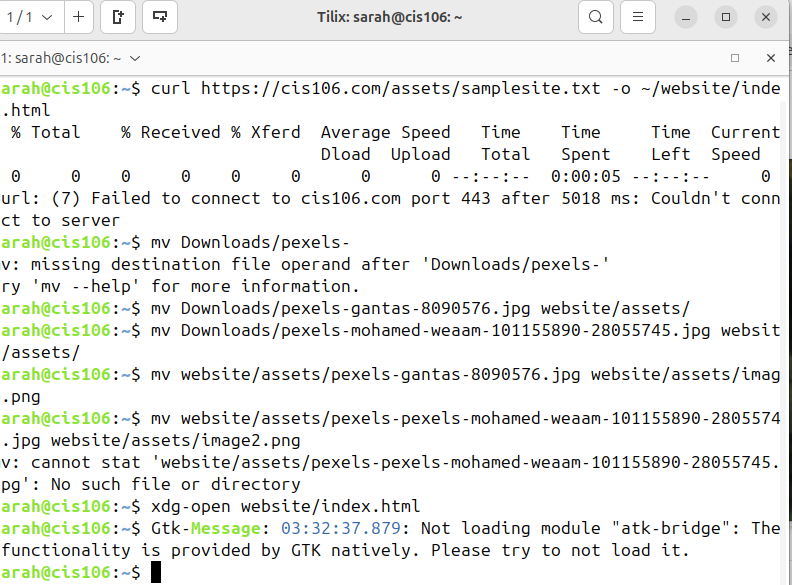 1 / 1
Tilix: sarah@cis106: ~
1: sarah@cis106: ~
arah@cis106:~$ curl https://cis106.com/assets/samplesite.txt -o ~/website/inde
.html
% Total % Received % Xferd Average Speed Time Time Time Current
Dload Upload Total Spent Left Speed
0 0 0 0 0 0 0 0 --:--:-- 0:00:05 --:--:-- 0
url: (7) Failed to connect to cis106.com port 443 after 5018 ms: Couldn't conn
ct to server
arah@cis106:~$ mv Downloads/pexels-
v: missing destination file operand after 'Downloads/pexels-'
ry 'mv --help' for more information.
arah@cis106:~$ mv Downloads/pexels-gantas-8090576.jpg website/assets/
arah@cis106:~$ mv Downloads/pexels-mohamed-weaam-101155890-28055745.jpg websit
/assets/
arah@cis106:~$ mv website/assets/pexels-gantas-8090576.jpg website/assets/imag
.png
arah@cis106:~$ mv website/assets/pexels-pexels-mohamed-weaam-101155890-2805574
.jpg website/assets/image2.png
v: cannot stat 'website/assets/pexels-pexels-mohamed-weaam-101155890-28055745.
pg': No such file or directory
arah@cis106:~$ xdg-open website/index.html
arah@cis106:~$ Gtk-Message: 03:32:37.879: Not loading module "atk-bridge": The
functionality is provided by GTK natively. Please try to not load it.
arah@cis106:~$